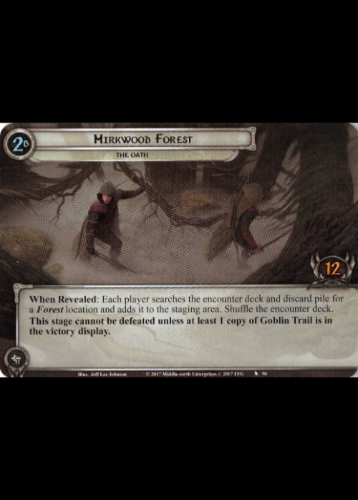 2B
MIRKWOOD FOREST
THE OATH
12
When Revealed: Each player searches the encounter deck and discard pile for
a Forest location and adds it to the staging area. Shuffle the encounter deck.
This stage cannot be defeated unless at least 1 copy of Goblin Trail is in
the victory display.
Illus. Jeff Lee Johnson © 2017 Middle-earth Enterprises © 2017 FFG